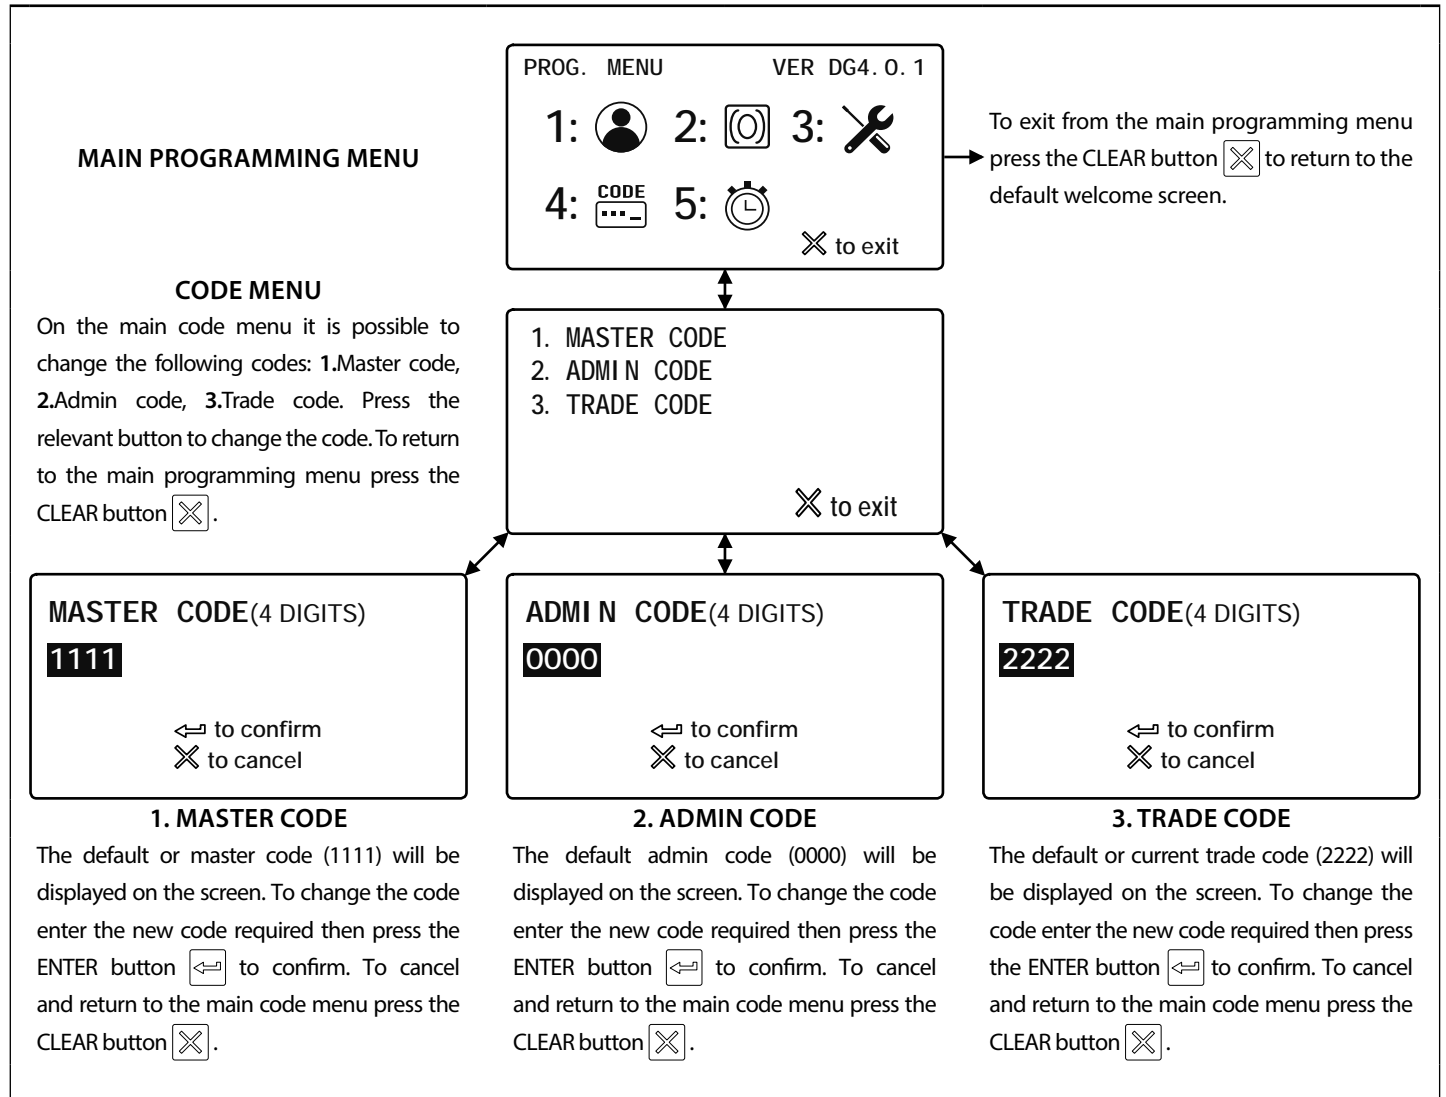 MAIN PROGRAMMING MENU
PROG. MENU VER DG4.0.1
1: 2: 3:
4: CODE 5:
to exit
To exit from the main programming menu
press the CLEAR button to return to the
default welcome screen.
CODE MENU
On the main code menu it is possible to
change the following codes: 1.Master code,
2.Admin code, 3.Trade code. Press the
relevant button to change the code. To return
to the main programming menu press the
CLEAR button .
1. MASTER CODE
2. ADMIN CODE
3. TRADE CODE
to exit
MASTER CODE(4 DIGITS)
1111
to confirm
to cancel
1. MASTER CODE
The default or master code (1111) will be
displayed on the screen. To change the code
enter the new code required then press the
ENTER button to confirm. To cancel
and return to the main code menu press the
CLEAR button .
ADMIN CODE(4 DIGITS)
0000
to confirm
to cancel
2. ADMIN CODE
The default admin code (0000) will be
displayed on the screen. To change the code
enter the new code required then press the
ENTER button to confirm. To cancel
and return to the main code menu press the
CLEAR button .
TRADE CODE(4 DIGITS)
2222
to confirm
to cancel
3. TRADE CODE
The default or current trade code (2222) will
be displayed on the screen. To change the
code enter the new code required then press
the ENTER button to confirm. To cancel
and return to the main code menu press the
CLEAR button .